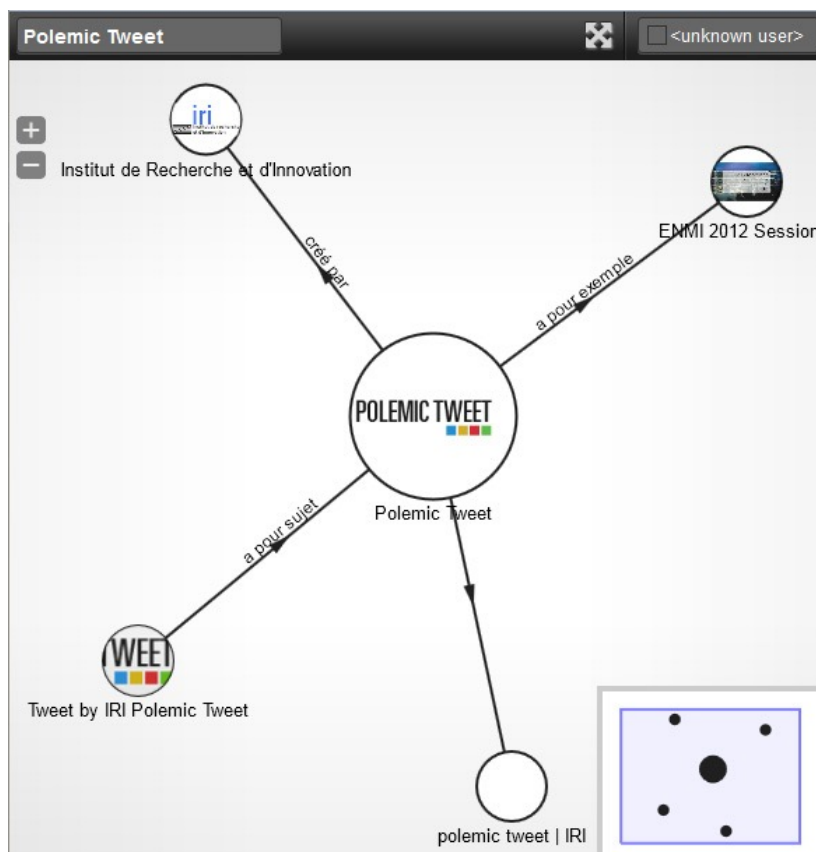 Polemic Tweet
<unknown user>
iri
Institut de Recherche et d'Innovation
ENMI 2012 Session
créé par
a pour exemple
POLEMIC TWEET
Polemic Tweet
a pour sujet
TWEET
Tweet by IRI Polemic Tweet
polemic tweet | IRI